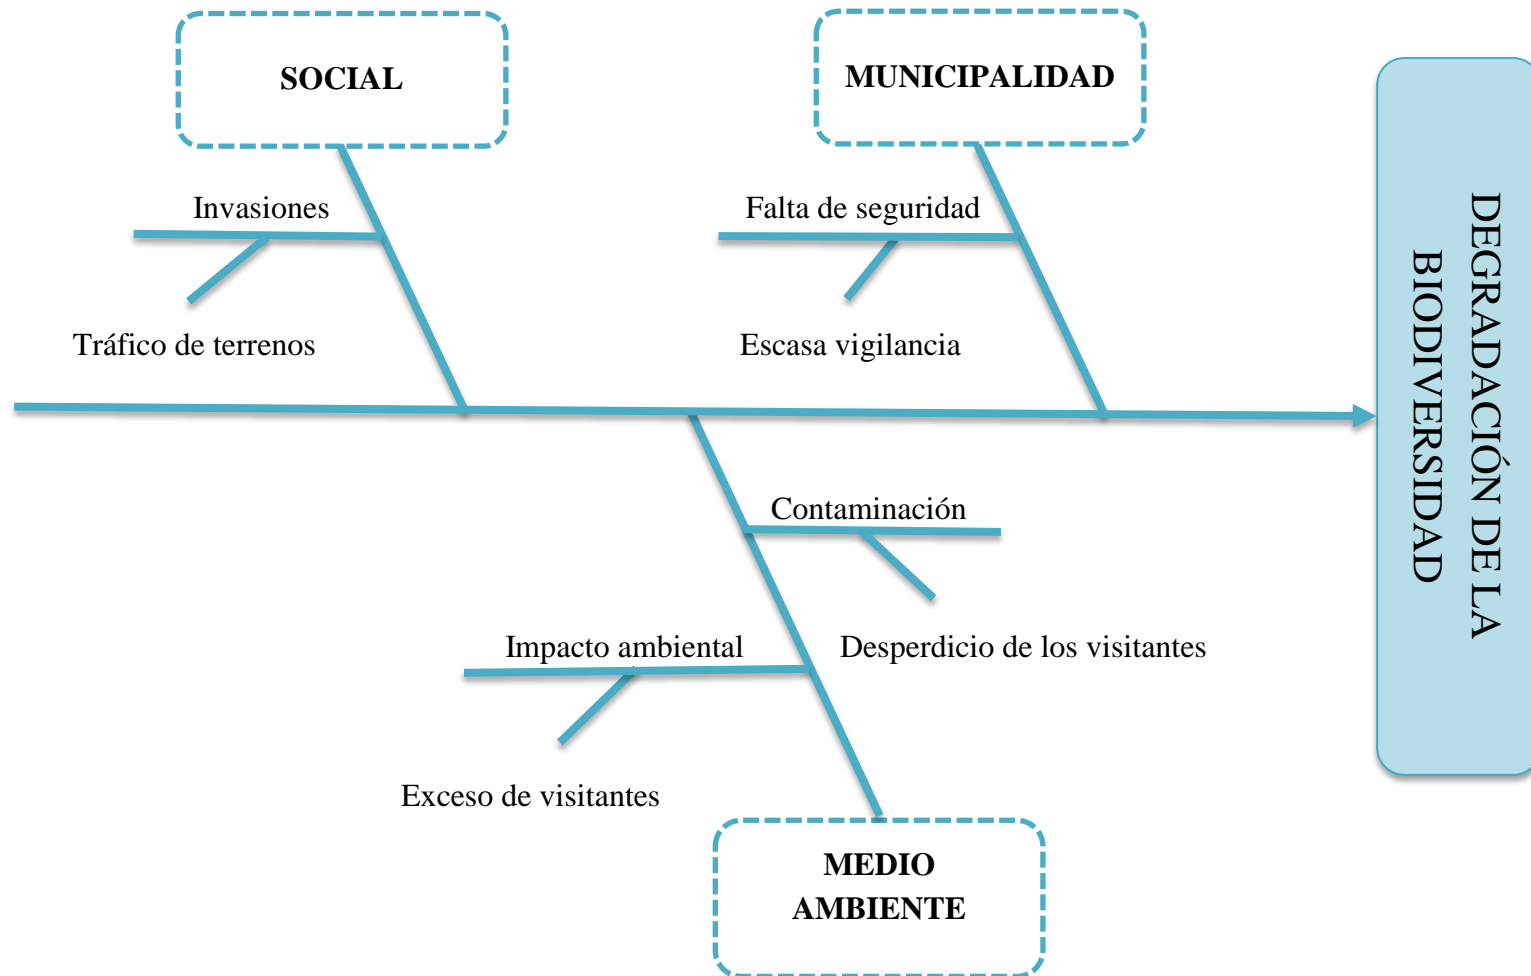 SOCIAL
MUNICIPALIDAD
Invasiones
Falta de seguridad
Tráfico de terrenos
Escasa vigilancia
DEGRADACIÓN DE LA
BIODIVERSIDAD
Contaminación
Impacto ambiental
Desperdicio de los visitantes
Exceso de visitantes
MEDIO
AMBIENTE